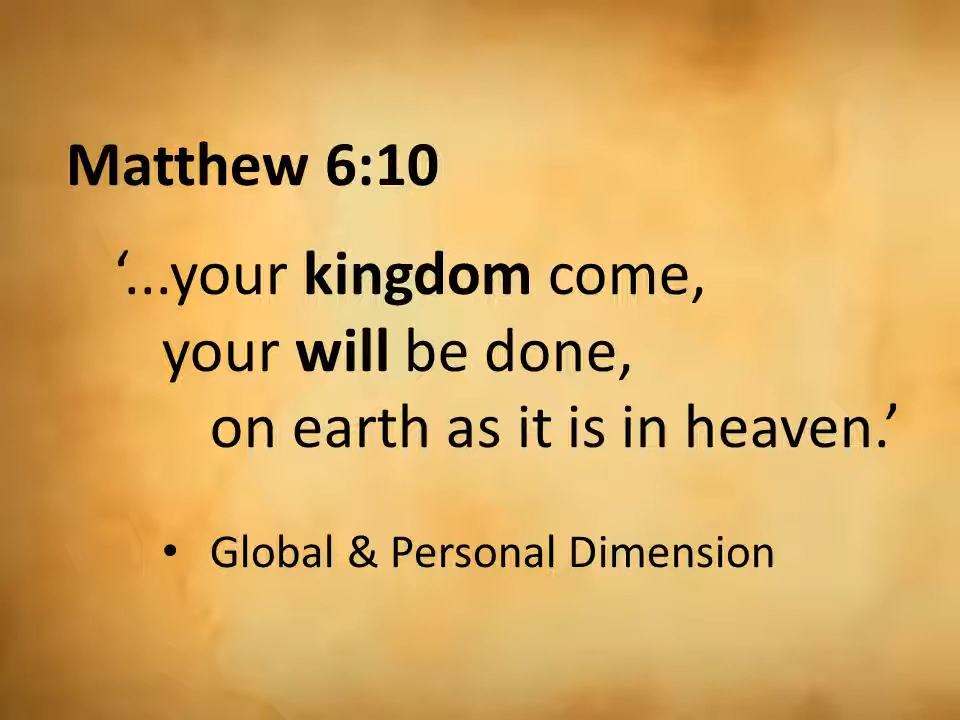 Matthew 6:10
‘...your kingdom come,
your will be done,
on earth as it is in heaven.’
• Global & Personal Dimension